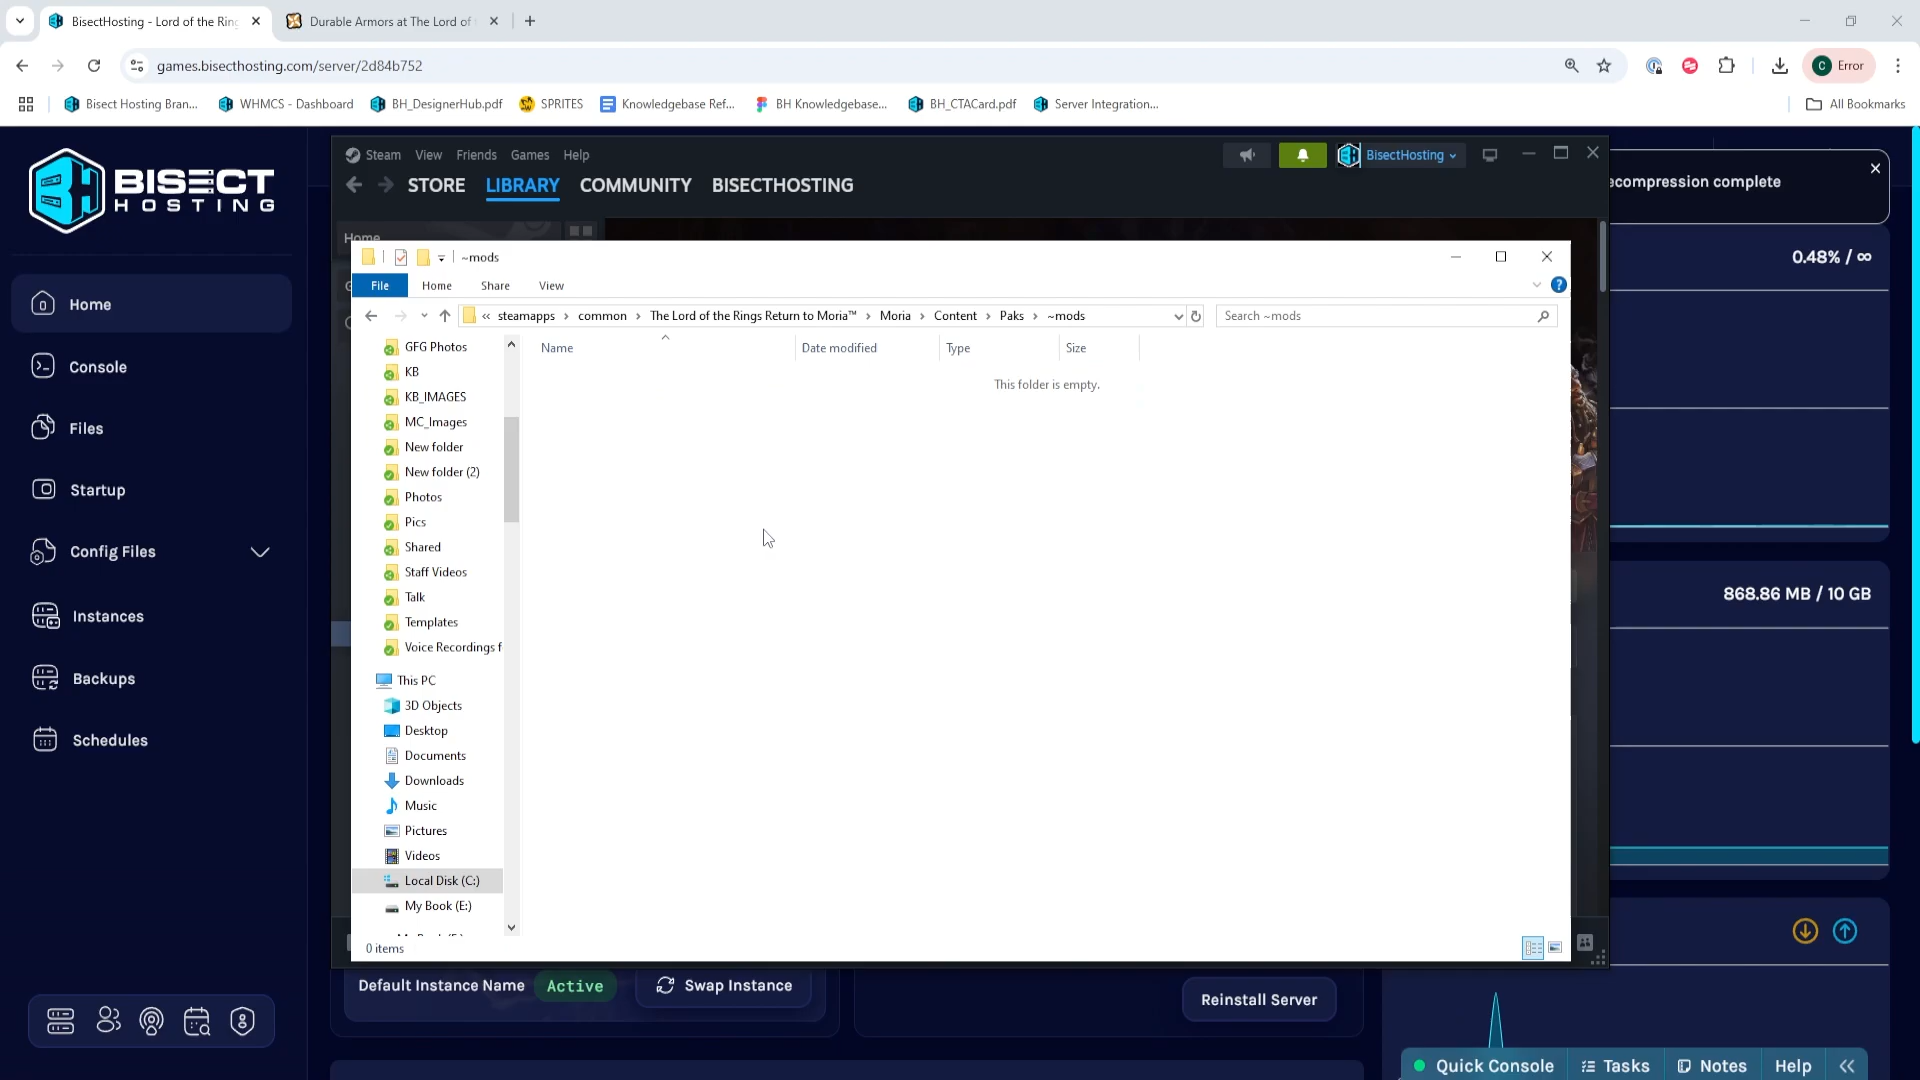 BisectHosting - Lord of the Ring
Durable Armors at The Lord of
games.bisecthosting.com/server/2d84b752
C Error
Bisect Hosting Bran...
WHMCS - Dashboard
BH_DesignerHub.pdf
SPRITES
Knowledgebase Ref...
BH Knowledgebase...
BH_CTACard.pdf
Server Integration...
All Bookmarks
BISECT
HOSTING
Home
Console
Files
Startup
Config Files
Instances
Backups
Schedules
Steam View Friends Games Help
BisectHosting
STORE LIBRARY COMMUNITY BISECTHOSTING
Home
~mods
File Home Share View
« steamapps › common › The Lord of the Rings Return to Moria™ › Moria › Content › Paks › ~mods
Search ~mods
Name Date modified Type Size
This folder is empty.
GFG Photos
KB
KB_IMAGES
MC_Images
New folder
New folder (2)
Photos
Pics
Shared
Staff Videos
Talk
Templates
Voice Recordings f
This PC
3D Objects
Desktop
Documents
Downloads
Music
Pictures
Videos
Local Disk (C:)
My Book (E:)
0 items
ecompression complete
0.48% / ∞
868.86 MB / 10 GB
Default Instance Name Active Swap Instance
Reinstall Server
Quick Console Tasks Notes Help